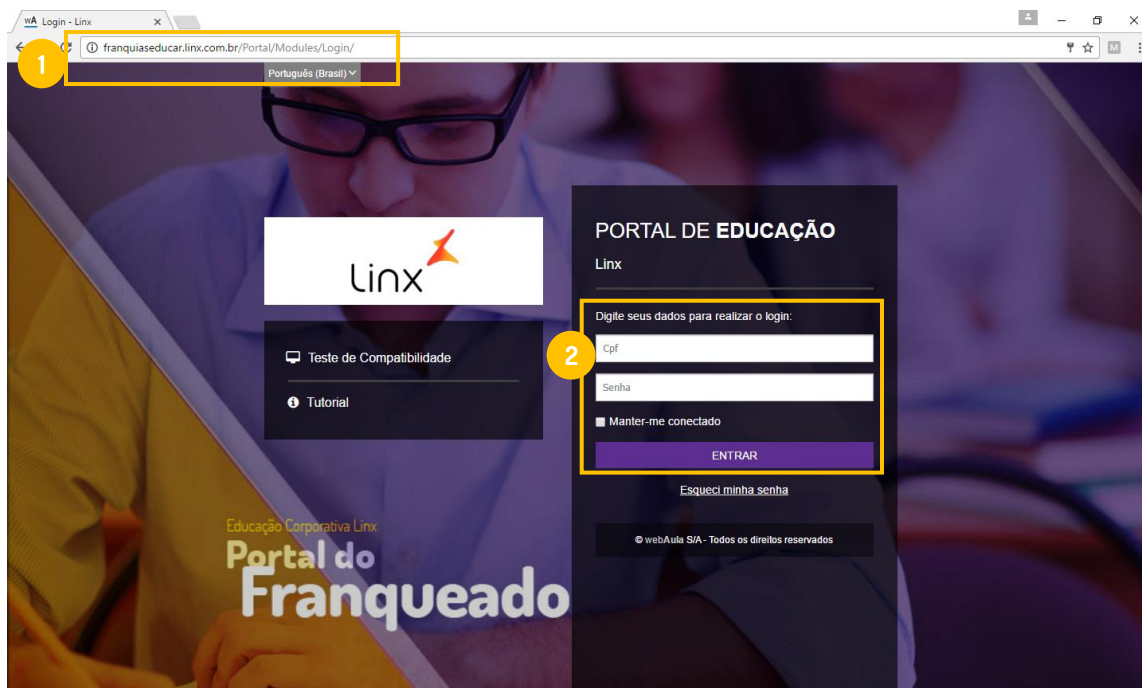 wA Login - Linx
franquiaseducar.linx.com.br/Portal/Modules/Login/
M
1
Português (Brasil)
Linx
Teste de Compatibilidade
Tutorial
Educação Corporativa Linx
Portal do
Franqueado
PORTAL DE EDUCAÇÃO
Linx
Digite seus dados para realizar o login:
2
Cpf
Senha
Manter-me conectado
ENTRAR
Esqueci minha senha
© webAula S/A - Todos os direitos reservados